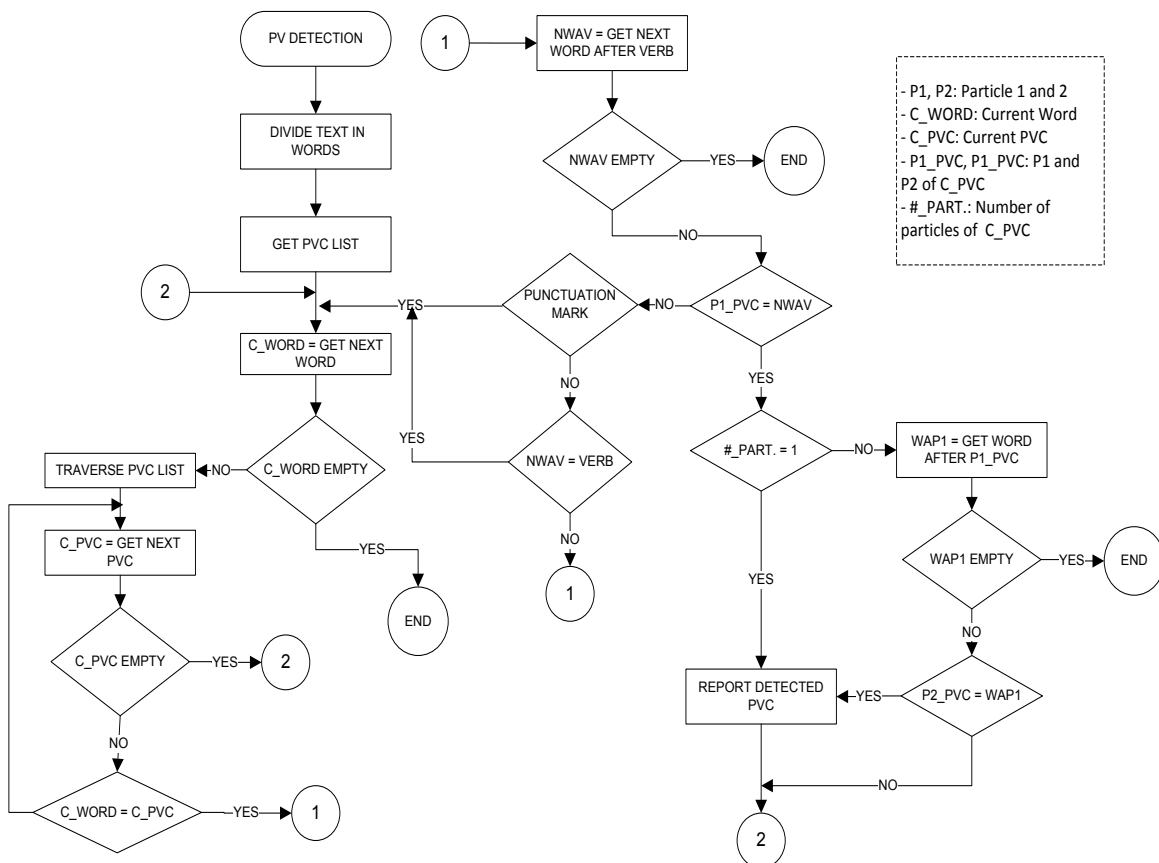 PV DETECTION
DIVIDE TEXT IN
WORDS
GET PVC LIST
2
C_WORD = GET NEXT
WORD
C_WORD EMPTY
NO
YES
END
TRAVERSE PVC LIST
C_PVC = GET NEXT
PVC
C_PVC EMPTY
YES
2
NO
C_WORD = C_PVC
YES
1
1
NWAV = GET NEXT
WORD AFTER VERB
NWAV EMPTY
YES
END
NO
P1_PVC = NWAV
NO
PUNCTUATION
MARK
YES
NO
NWAV = VERB
YES
NO
1
YES
#_PART. = 1
NO
WAP1 = GET WORD
AFTER P1_PVC
WAP1 EMPTY
YES
END
NO
P2_PVC = WAP1
YES
YES
REPORT DETECTED
PVC
NO
2
- P1, P2: Particle 1 and 2
- C_WORD: Current Word
- C_PVC: Current PVC
- P1_PVC, P1_PVC: P1 and
P2 of C_PVC
- #_PART.: Number of
particles of C_PVC